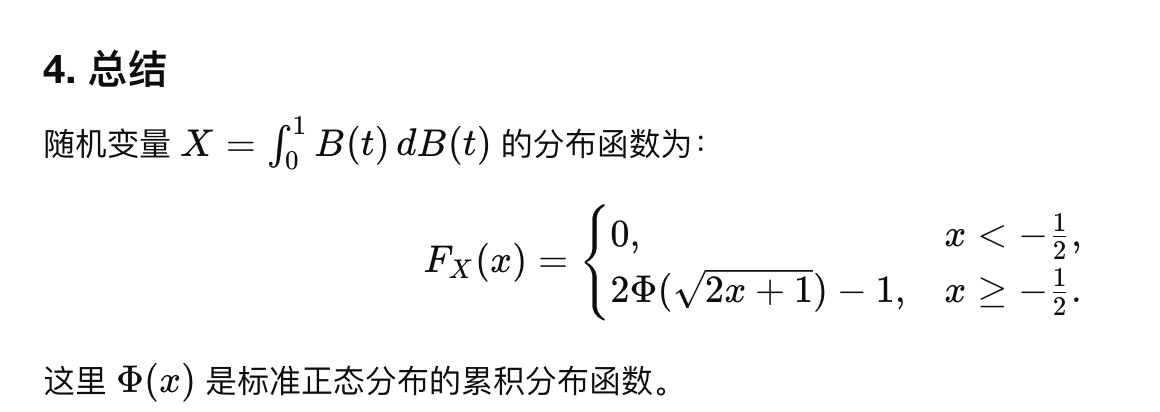 4. 总结
随机变量 $X = \int_0^1 B(t)\,dB(t)$ 的分布函数为：
$F_X(x) = \begin{cases} 0, & x < -\frac{1}{2}, \\ 2\Phi(\sqrt{2x+1}) - 1, & x \geq -\frac{1}{2}. \end{cases}$
这里 $\Phi(x)$ 是标准正态分布的累积分布函数。